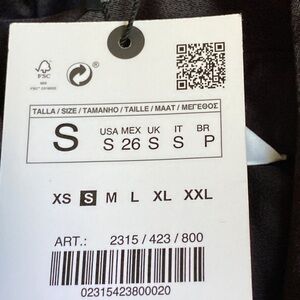 FSC
TALLA / SIZE / TAMANHO / TAILLE / MAAT / ΜΕΓΕΘΟΣ
S
USA MEX UK IT BR
S 26 S S P
XS S M L XL XXL
ART.: 2315 / 423 / 800
02315423800020